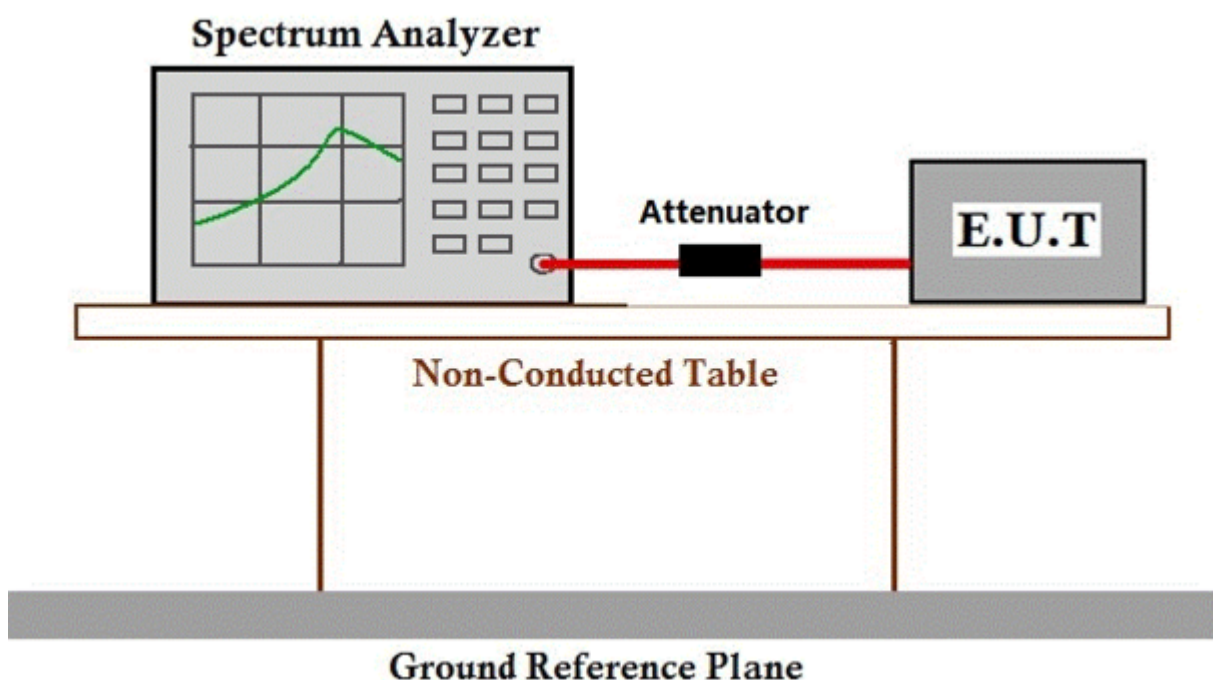 Spectrum Analyzer
Attenuator
E.U.T
Non-Conducted Table
Ground Reference Plane